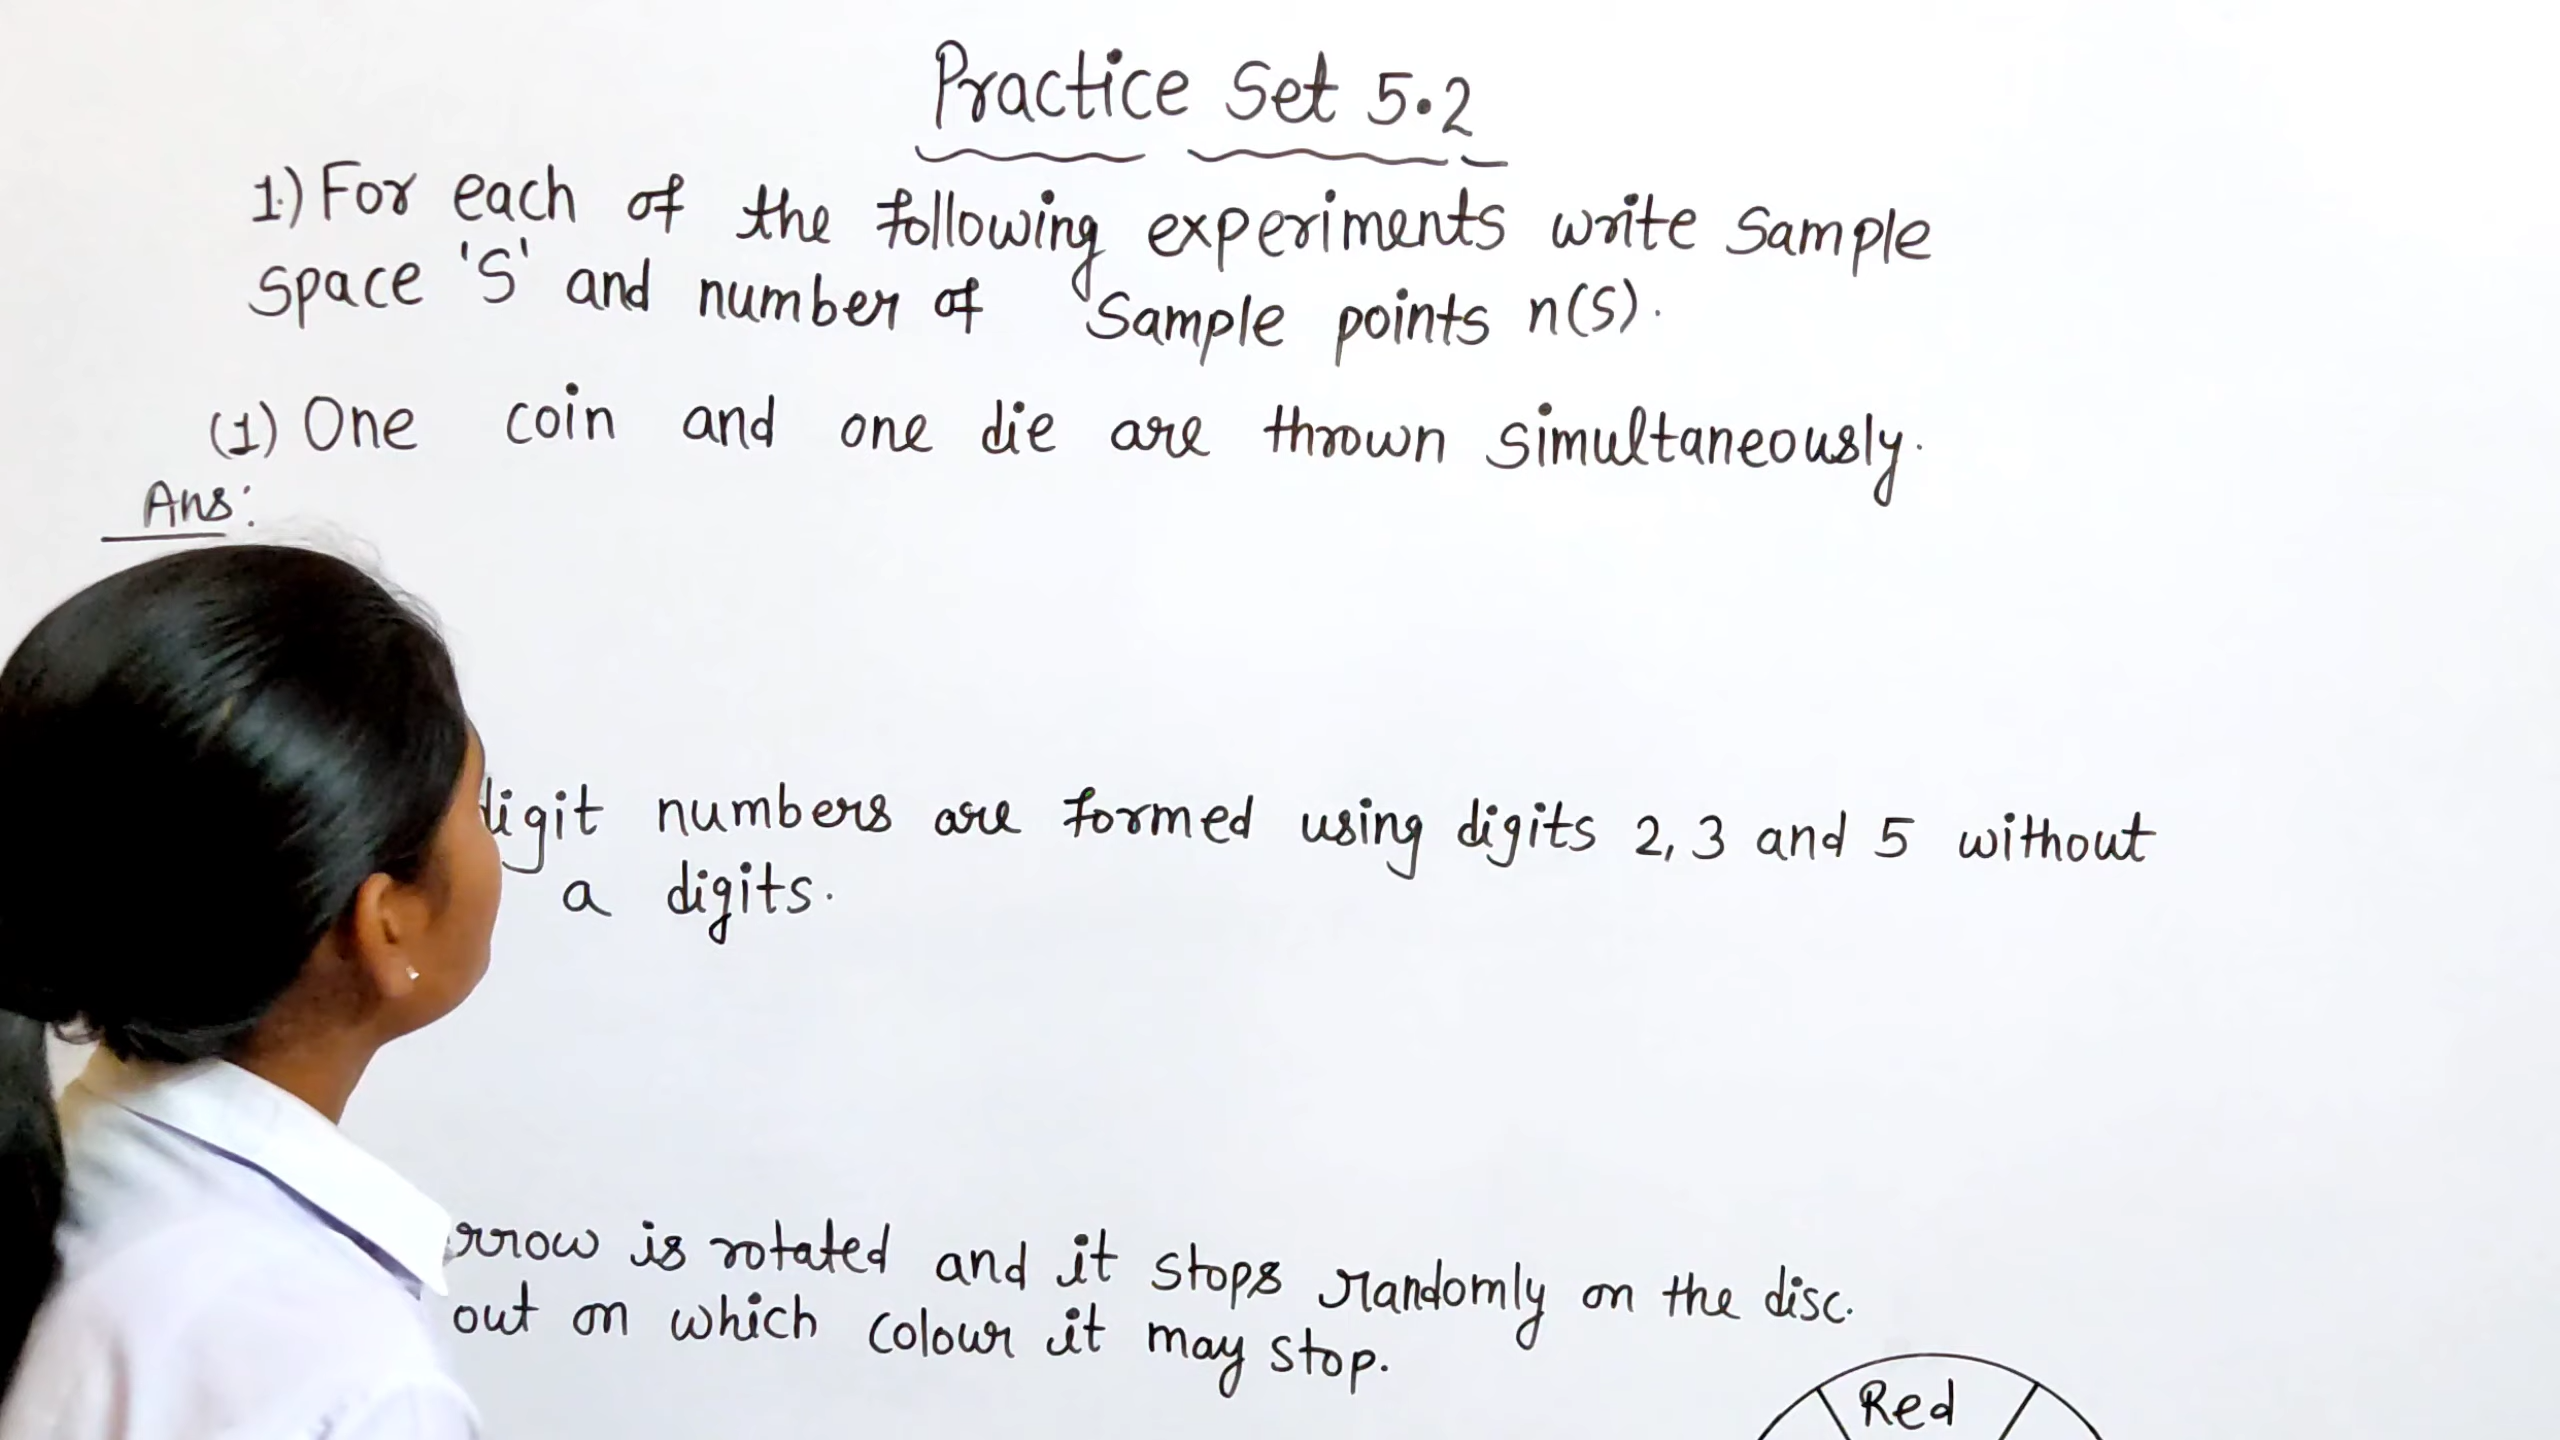 Practice Set 5.2
1.) For each of the following experiments write Sample
Space 'S' and number of Sample points n(S).
(1) One coin and one die are thrown simultaneously.
Ans:
digit numbers are formed using digits 2, 3 and 5 without
a digits.
out on which colour it may stop.
is rotated and it stops randomly on the disc.
Red